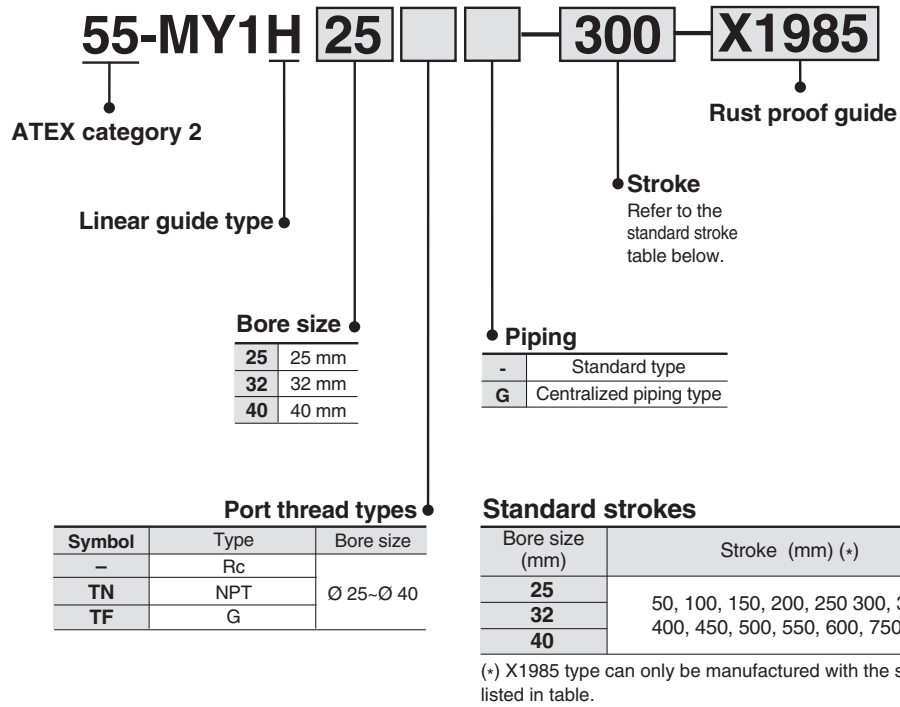 55-MY1H 25 - 300 - X1985
ATEX category 2
Rust proof guide
Linear guide type
Stroke
Refer to the
standard stroke
table below.
Bore size
25 25 mm
32 32 mm
40 40 mm
Piping
- Standard type
G Centralized piping type
Port thread types
Symbol Type Bore size
– Rc
TN NPT Ø 25~Ø 40
TF G
Standard strokes
Bore size
(mm)
Stroke (mm) (*)
25
32
40
50, 100, 150, 200, 250 300,
400, 450, 500, 550, 600, 750
(*) X1985 type can only be manufactured with the
listed in table.